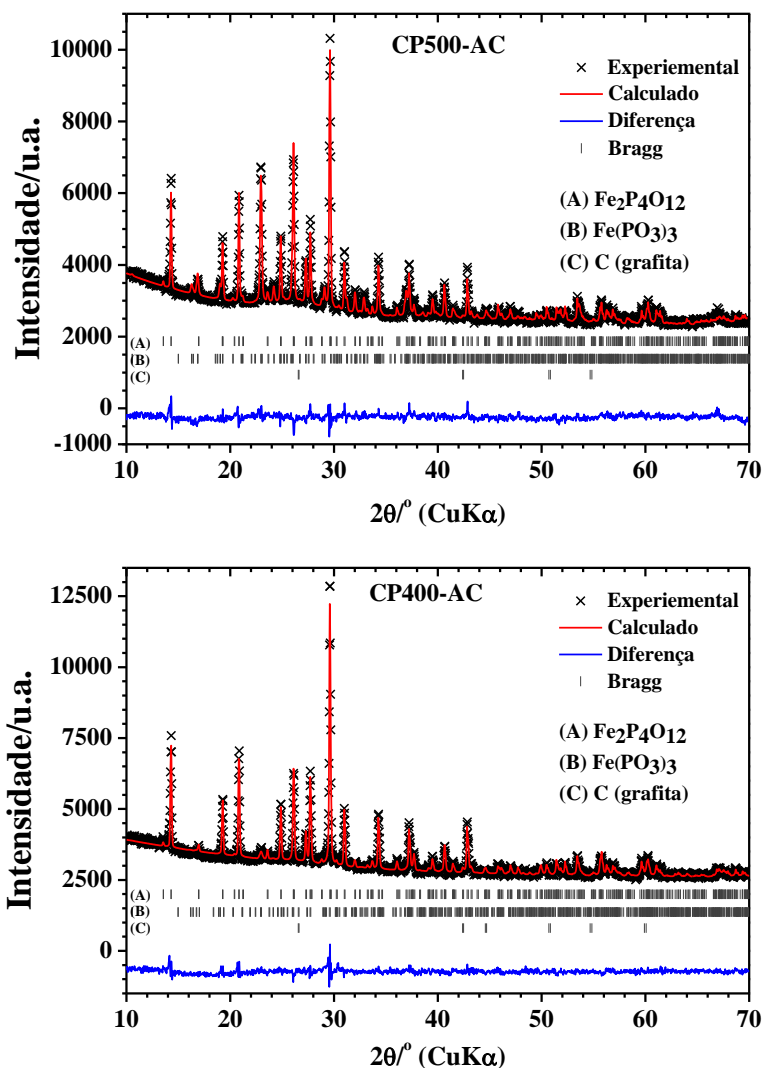 CP500-AC
Intensidade/u.a.
10000
8000
6000
4000
2000
0
-1000
× Experiemental
Calculado
Diferença
Bragg
(A) Fe₂P₄O₁₂
(B) Fe(PO₃)₃
(C) C (grafita)
(A)
(B)
(C)
10 20 30 40 50 60 70
2θ/° (CuKα)
CP400-AC
Intensidade/u.a.
12500
10000
7500
5000
2500
0
× Experiemental
Calculado
Diferença
Bragg
(A) Fe₂P₄O₁₂
(B) Fe(PO₃)₃
(C) C (grafita)
(A)
(B)
(C)
10 20 30 40 50 60 70
2θ/° (CuKα)